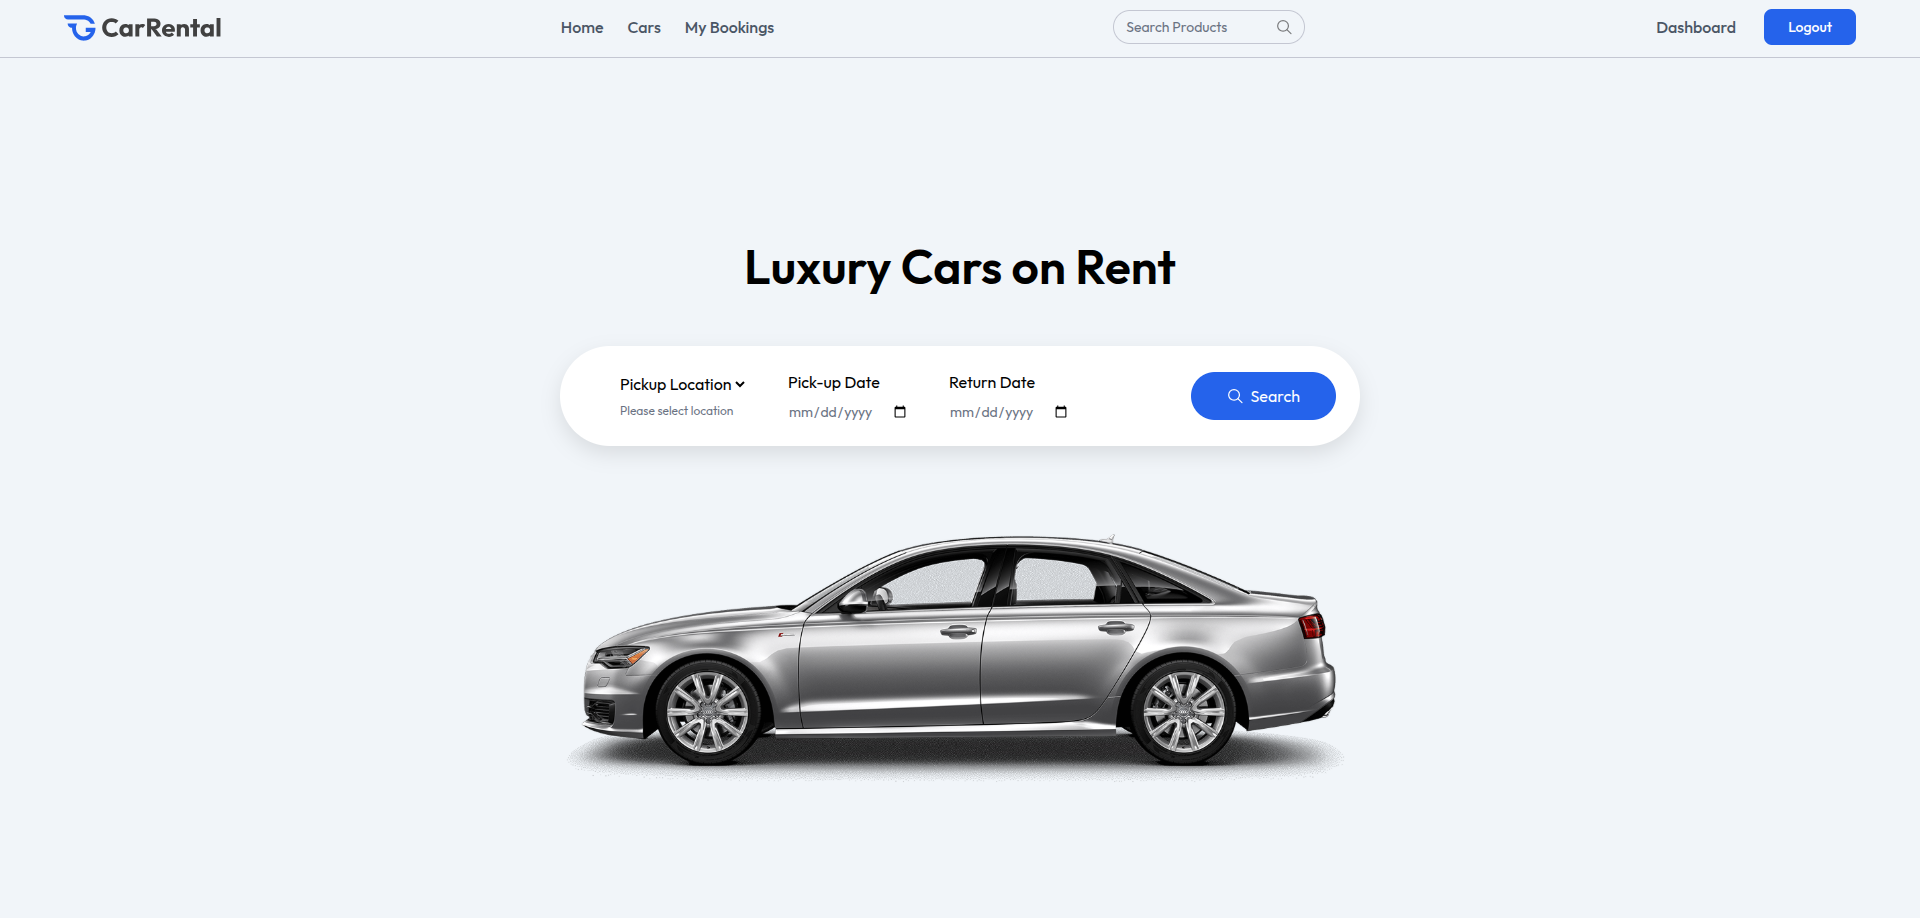 CarRental
Home Cars My Bookings
Search Products
Dashboard
Logout
Luxury Cars on Rent
Pickup Location
Please select location
Pick-up Date
mm/dd/yyyy
Return Date
mm/dd/yyyy
Search